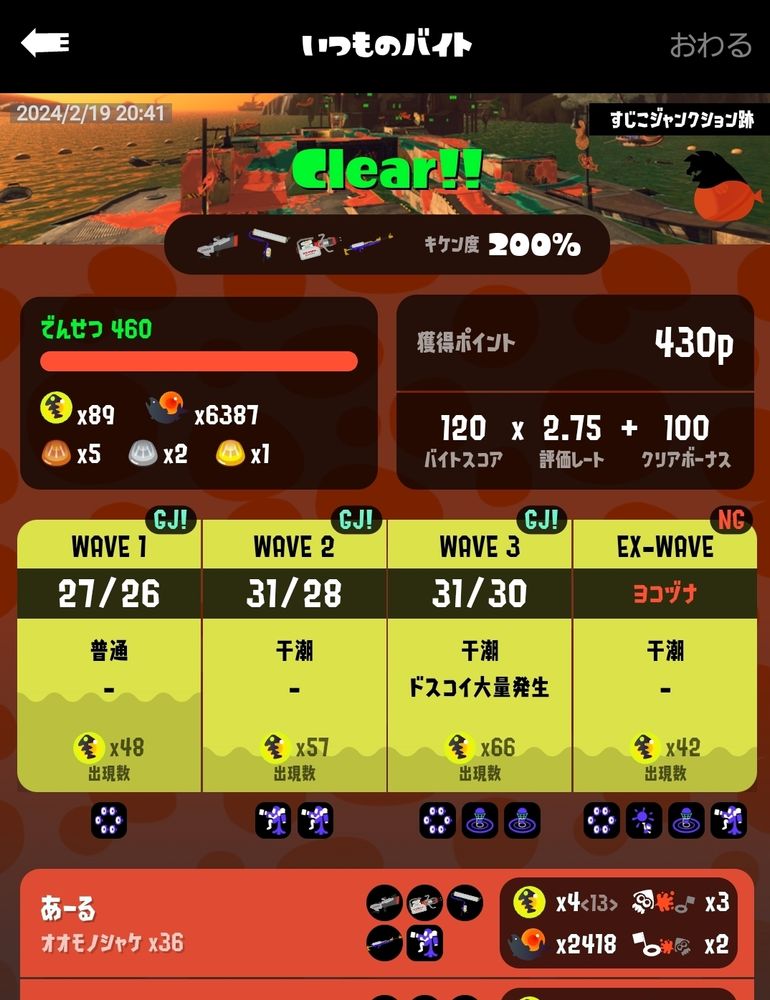 いつものバイト
おわる
2024/2/19 20:41
すじこジャンクション跡
Clear!!
キケン度 200%
でんせつ 460
x89 x6387
x5 x2 x1
獲得ポイント 430p
120 x 2.75 + 100
バイトスコア 評価レート クリアボーナス
GJ! GJ! GJ! NG
WAVE 1 WAVE 2 WAVE 3 EX-WAVE
27/26 31/28 31/30 ヨコヅナ
普通 干潮 干潮 干潮
- - ドスコイ大量発生 -
x48 x57 x66 x42
出現数 出現数 出現数 出現数
あーる
オオモノシャケ x36
x4<13> x3
x2418 x2